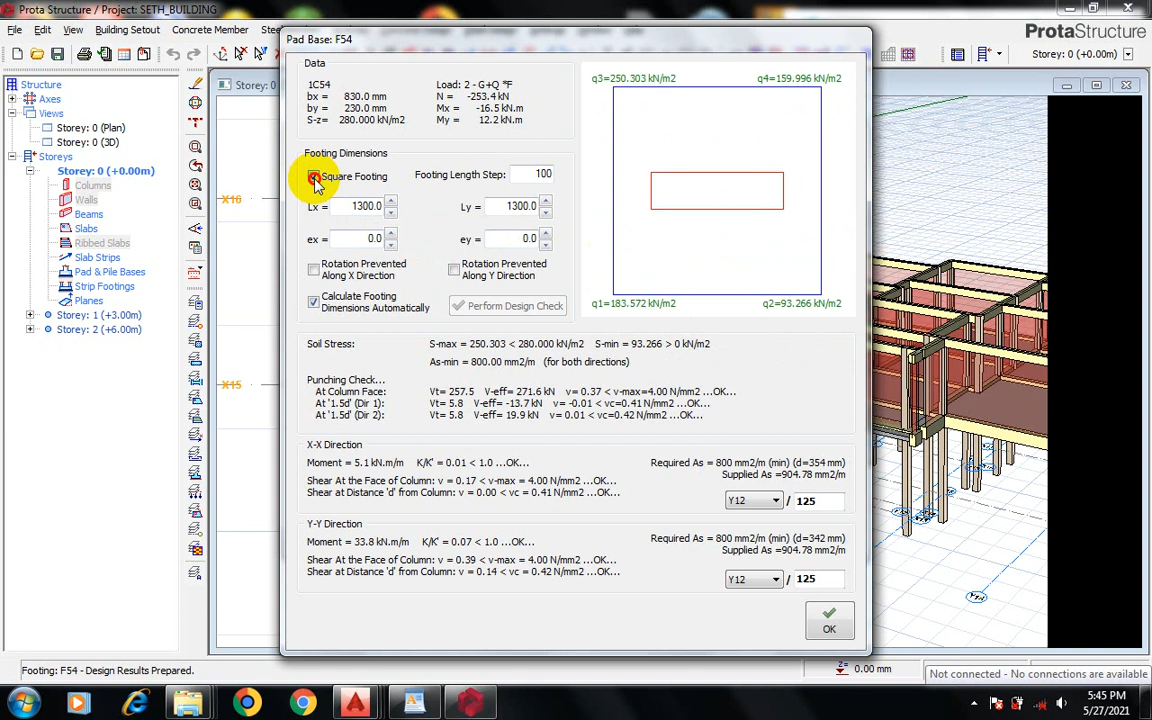 Prota Structure / Project: SETH_BUILDING
File Edit View Building Setout Concrete Member
ProtaStructure
Storey: 0 (+0.00m)
Structure
Axes
Views
Storey: 0 (Plan)
Storey: 0 (3D)
Storeys
Storey: 0 (+0.00m)
Columns
Walls
Beams
Slabs
Ribbed Slabs
Slab Strips
Pad & Pile Bases
Strip Footings
Planes
Storey: 1 (+3.00m)
Storey: 2 (+6.00m)
Storey: 0
X16
X15
Pad Base: F54
Data
1C54 Load: 2 - G+Q *F
bx = 830.0 mm N = -253.4 kN
by = 230.0 mm Mx = -16.5 kN.m
S-z= 280.000 kN/m2 My = 12.2 kN.m
Footing Dimensions
Square Footing Footing Length Step: 100
Lx = 1300.0 Ly = 1300.0
ex = 0.0 ey = 0.0
Rotation Prevented Along X Direction
Rotation Prevented Along Y Direction
Calculate Footing Dimensions Automatically
Perform Design Check
q3=250.303 kN/m2 q4=159.996 kN/m2
q1=183.572 kN/m2 q2=93.266 kN/m2
Soil Stress: S-max = 250.303 < 280.000 kN/m2 S-min = 93.266 > 0 kN/m2
As-min = 800.00 mm2/m (for both directions)
Punching Check...
At Column Face: Vt= 257.5 V-eff= 271.6 kN v= 0.37 < v-max=4.00 N/mm2 ...OK...
At '1.5d' (Dir 1): Vt= 5.8 V-eff= -13.7 kN v= -0.01 < vc=0.41 N/mm2 ...OK...
At '1.5d' (Dir 2): Vt= 5.8 V-eff= 19.9 kN v= 0.01 < vc=0.42 N/mm2 ...OK...
X-X Direction
Moment = 5.1 kN.m/m K/K' = 0.01 < 1.0 ...OK...
Required As = 800 mm2/m (min) (d=354 mm)
Supplied As =904.78 mm2/m
Shear At the Face of Column: v = 0.17 < v-max = 4.00 N/mm2 ...OK...
Shear at Distance 'd' from Column: v = 0.00 < vc = 0.41 N/mm2 ...OK...
Y12 / 125
Y-Y Direction
Moment = 33.8 kN.m/m K/K' = 0.07 < 1.0 ...OK...
Required As = 800 mm2/m (min) (d=342 mm)
Supplied As =904.78 mm2/m
Shear At the Face of Column: v = 0.39 < v-max = 4.00 N/mm2 ...OK...
Shear at Distance 'd' from Column: v = 0.14 < vc = 0.42 N/mm2 ...OK...
Y12 / 125
OK
Footing: F54 - Design Results Prepared.
Z= 0.00 mm
Not connected - No connections are available
5:45 PM
5/27/2021